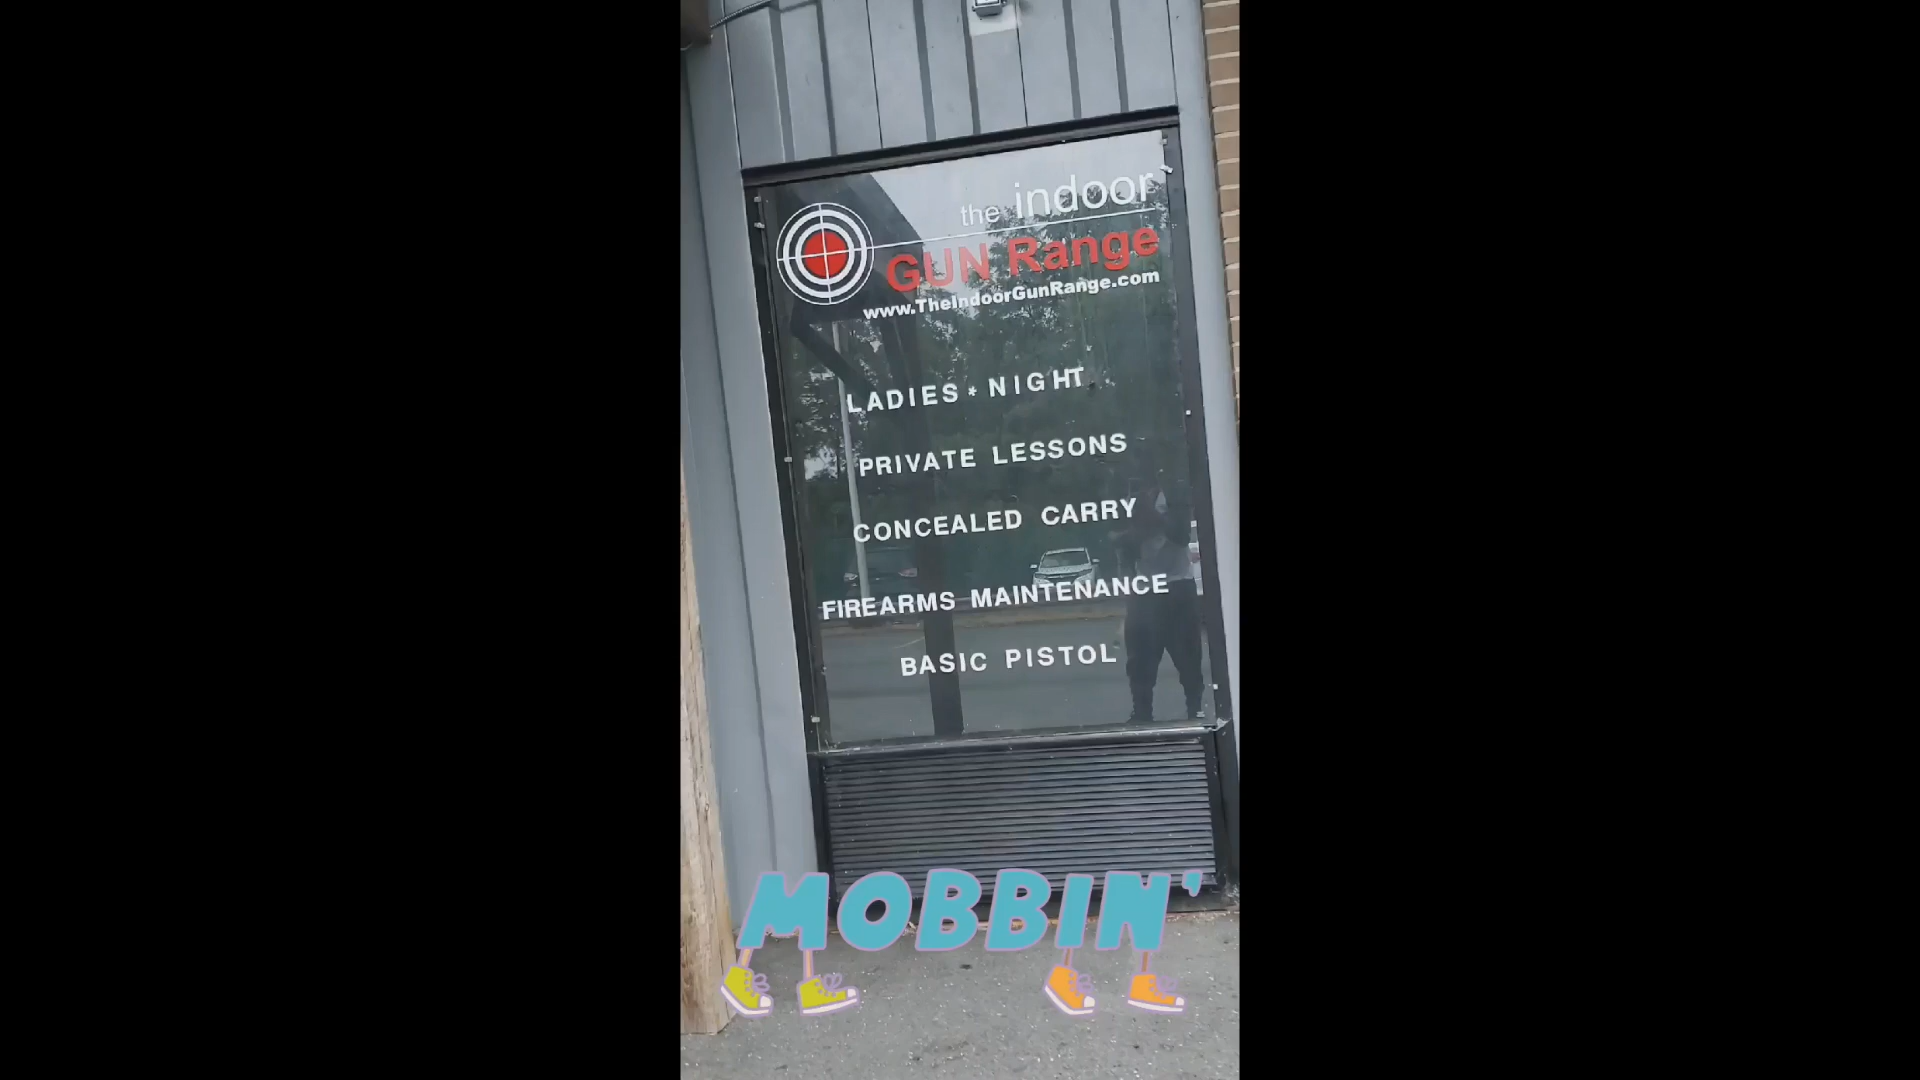 the indoor
GUN Range
www.TheIndoorGunRange.com
LADIES * NIGHT
PRIVATE LESSONS
CONCEALED CARRY
FIREARMS MAINTENANCE
BASIC PISTOL
MOBBIN'